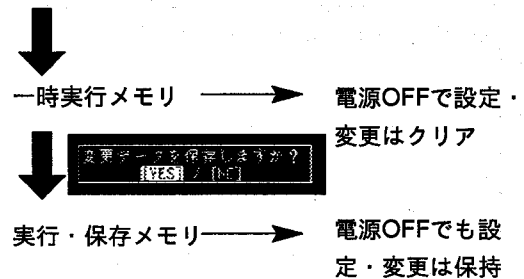 一時実行メモリ
電源OFFで設定・
変更はクリア
変更データを保存しますか？
[YES] / [NO]
実行・保存メモリ
電源OFFでも設
定・変更は保持